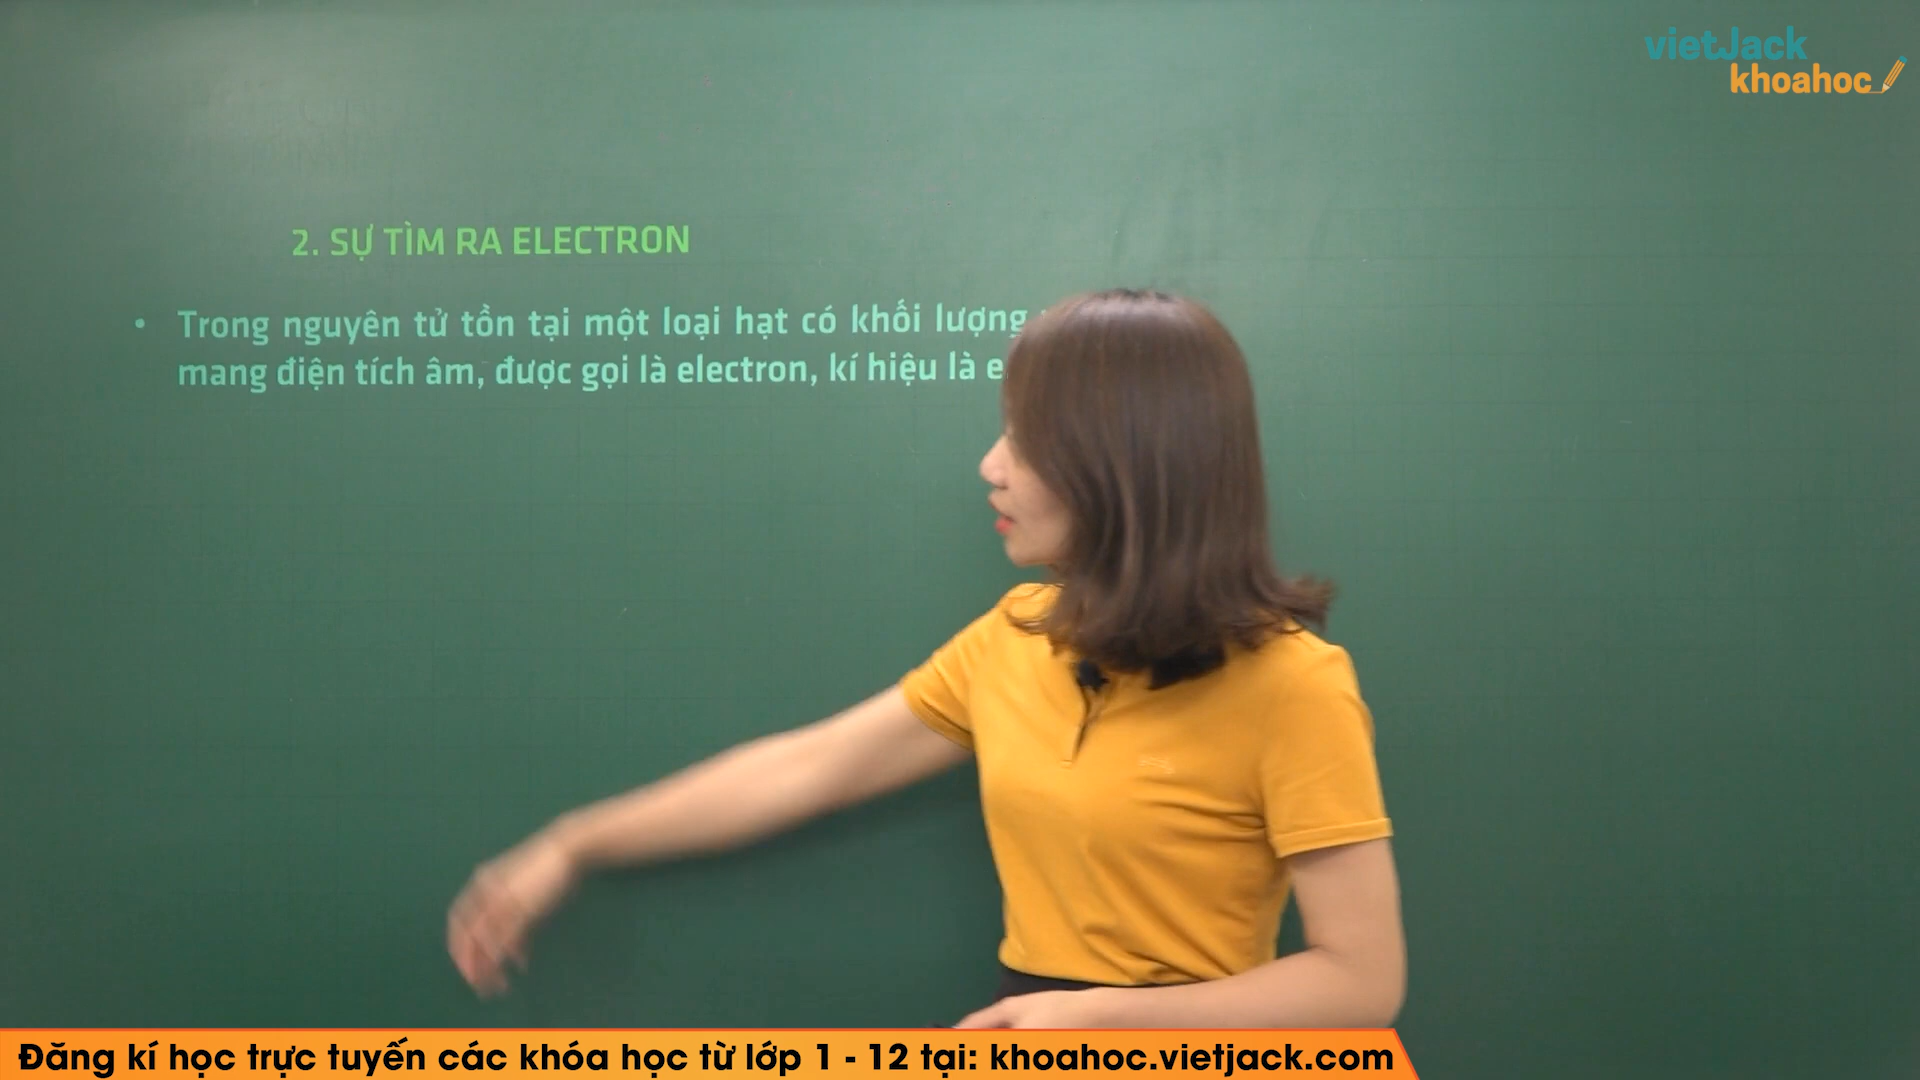 vietJack
khoahoc
2. SỰ TÌM RA ELECTRON
• Trong nguyên tử tồn tại một loại hạt có khối lượng
mang điện tích âm, được gọi là electron, kí hiệu là e
Đăng kí học trực tuyến các khóa học từ lớp 1 - 12 tại: khoahoc.vietjack.com